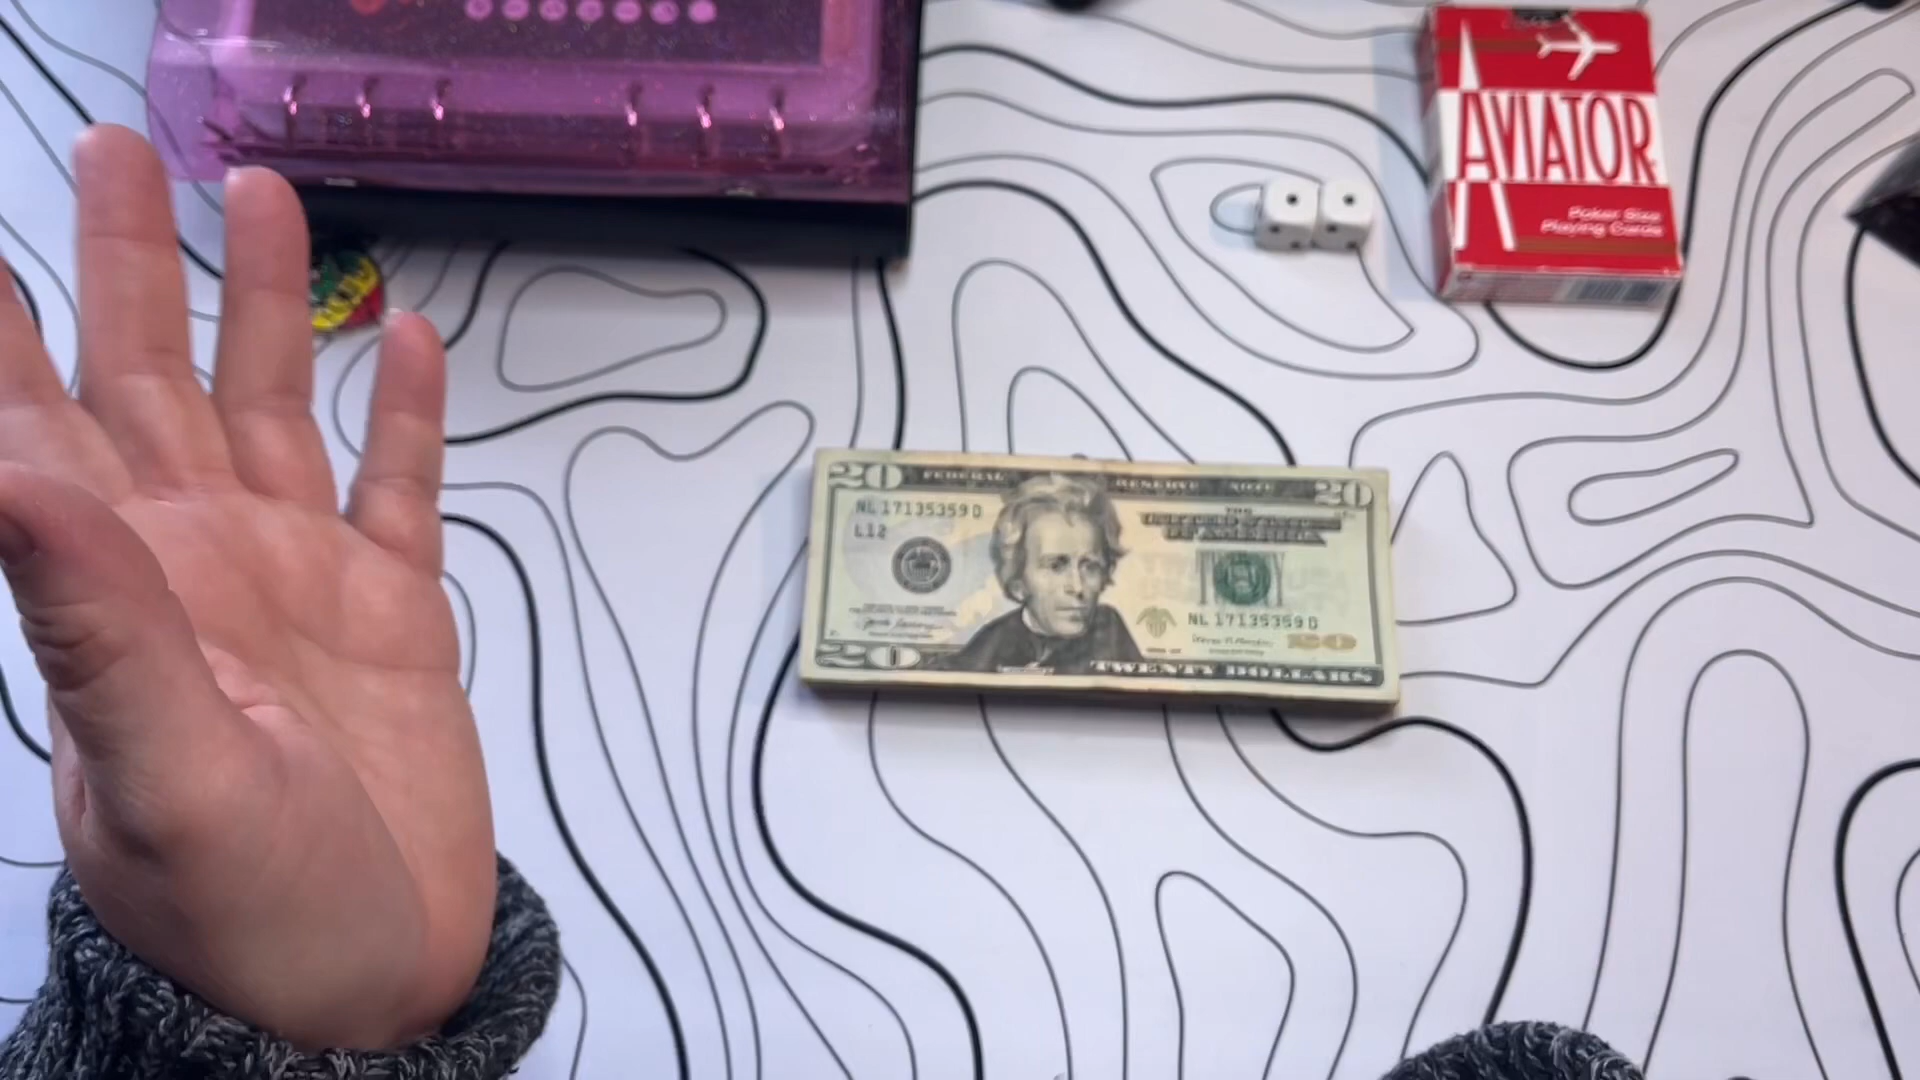 AVIATOR
Poker Size
Playing Cards
20 FEDERAL RESERVE NOTE 20
NL 17135359 D
L12
THE
UNITED STATES
OF AMERICA
NL 17135359 D
20
20 TWENTY DOLLARS